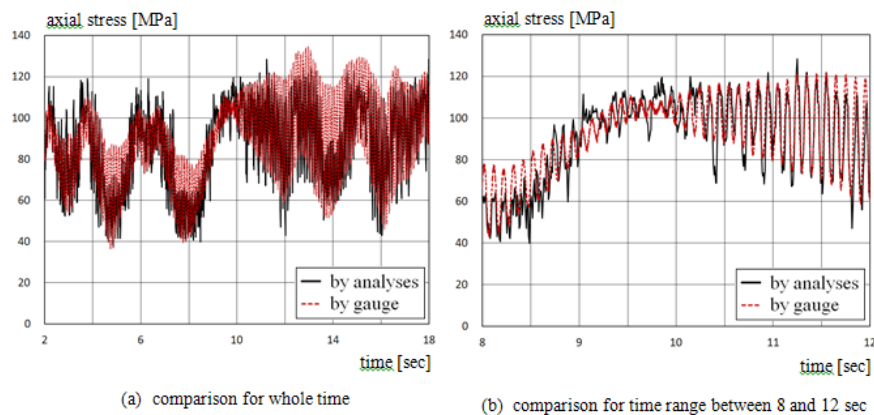 axial stress [MPa]
140
120
100
80
60
40
20
0
by analyses
by gauge
2
6
10
14
18
time [sec]
(a) comparison for whole time
axial stress [MPa]
140
120
100
80
60
40
20
0
by analyses
by gauge
8
9
10
11
12
time [sec]
(b) comparison for time range between 8 and 12 sec